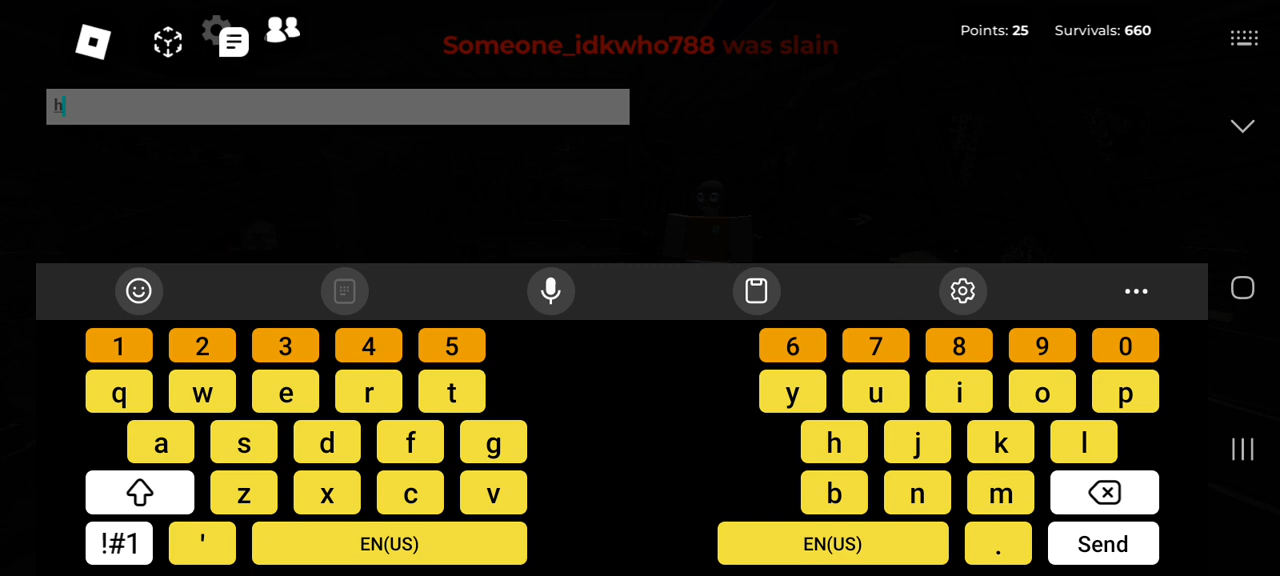 Points: 25 Survivals: 660
Someone_idkwho788 was slain
h
1 2 3 4 5 6 7 8 9 0
q w e r t y u i o p
a s d f g h j k l
z x c v b n m
!#1 ' EN(US) EN(US) . Send